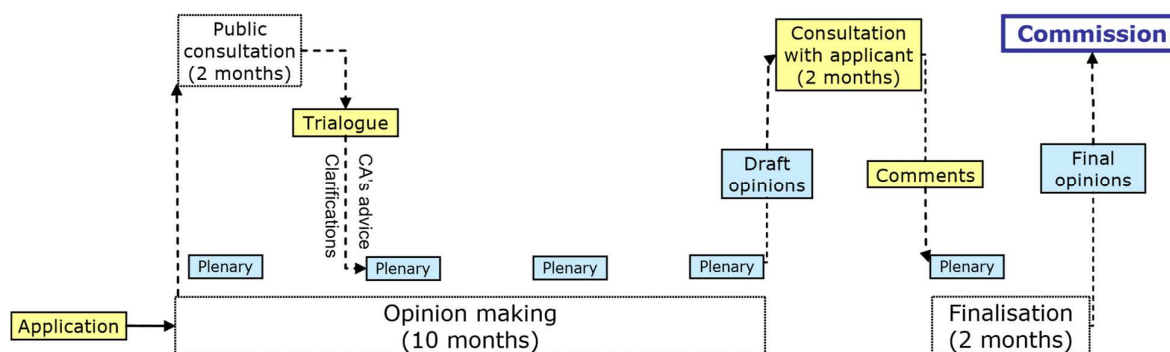 Public
consultation
(2 months)
Consultation
with applicant
(2 months)
Commission
Trialogue
CA's advice
Clarifications
Draft
opinions
Comments
Final
opinions
Plenary
Plenary
Plenary
Plenary
Plenary
Application
Opinion making
(10 months)
Finalisation
(2 months)